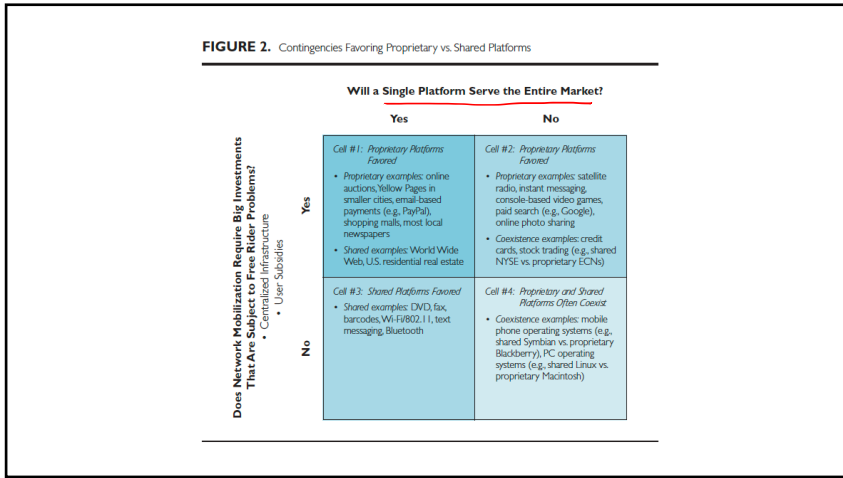 FIGURE 2. Contingencies Favoring Proprietary vs. Shared Platforms
Will a Single Platform Serve the Entire Market?
Yes
No
Does Network Mobilization Require Big Investments
That Are Subject to Free Rider Problems?
• Centralized Infrastructure
• User Subsidies
Yes
Cell #1: Proprietary Platforms
Favored
• Proprietary examples: online
auctions, Yellow Pages in
smaller cities, email-based
payments (e.g., PayPal),
shopping malls, most local
newspapers
• Shared examples: World Wide
Web, U.S. residential real estate
Cell #2: Proprietary Platforms
Favored
• Proprietary examples: satellite
radio, instant messaging,
console-based video games,
paid search (e.g., Google),
online photo sharing
• Coexistence examples: credit
cards, stock trading (e.g., shared
NYSE vs. proprietary ECNs)
No
Cell #3: Shared Platforms Favored
• Shared examples: DVD, fax,
barcodes, Wi-Fi/802.11, text
messaging, Bluetooth
Cell #4: Proprietary and Shared
Platforms Often Coexist
• Coexistence examples: mobile
phone operating systems (e.g.,
shared Symbian vs. proprietary
Blackberry), PC operating
systems (e.g., shared Linux vs.
proprietary Macintosh)